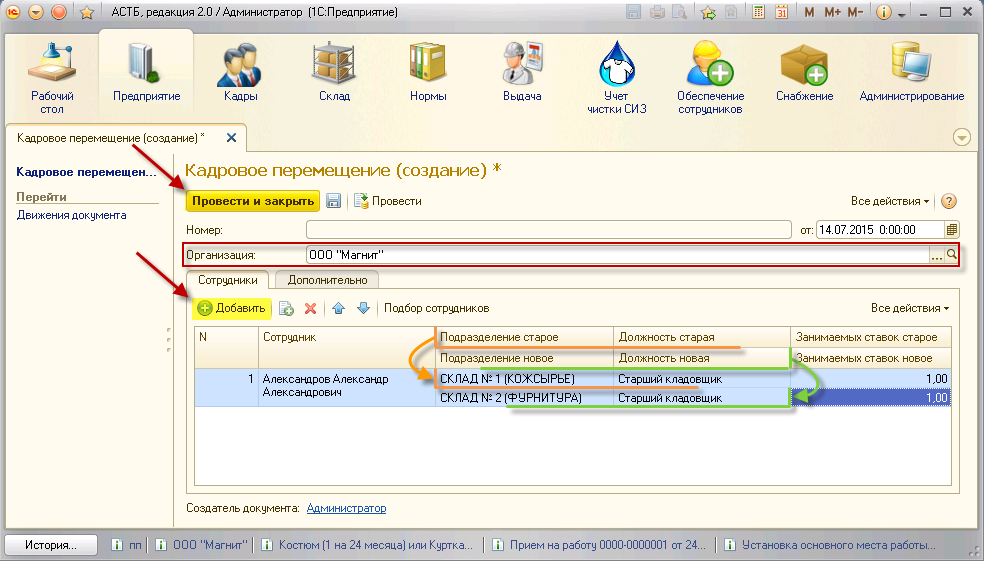 АСТБ, редакция 2.0 / Администратор (1С:Предприятие)
M M+ M-
Рабочий стол
Предприятие
Кадры
Склад
Нормы
Выдача
Учет чистки СИЗ
Обеспечение сотрудников
Снабжение
Администрирование
Кадровое перемещение (создание) *
Кадровое перемещен...
Перейти
Движения документа
Кадровое перемещение (создание) *
Провести и закрыть Провести Все действия
Номер: от: 14.07.2015 0:00:00
Организация: ООО "Магнит" ...
Сотрудники Дополнительно
Добавить Подбор сотрудников Все действия
N Сотрудник Подразделение старое Должность старая Занимаемых ставок старое
Подразделение новое Должность новая Занимаемых ставок новое
1 Александров Александр СКЛАД № 1 (КОЖСЫРЬЕ) Старший кладовщик 1,00
Александрович СКЛАД № 2 (ФУРНИТУРА) Старший кладовщик 1,00
Создатель документа: Администратор
История... пп ООО "Магнит" Костюм (1 на 24 месяца) или Куртка... Прием на работу 0000-0000001 от 24... Установка основного места работы...